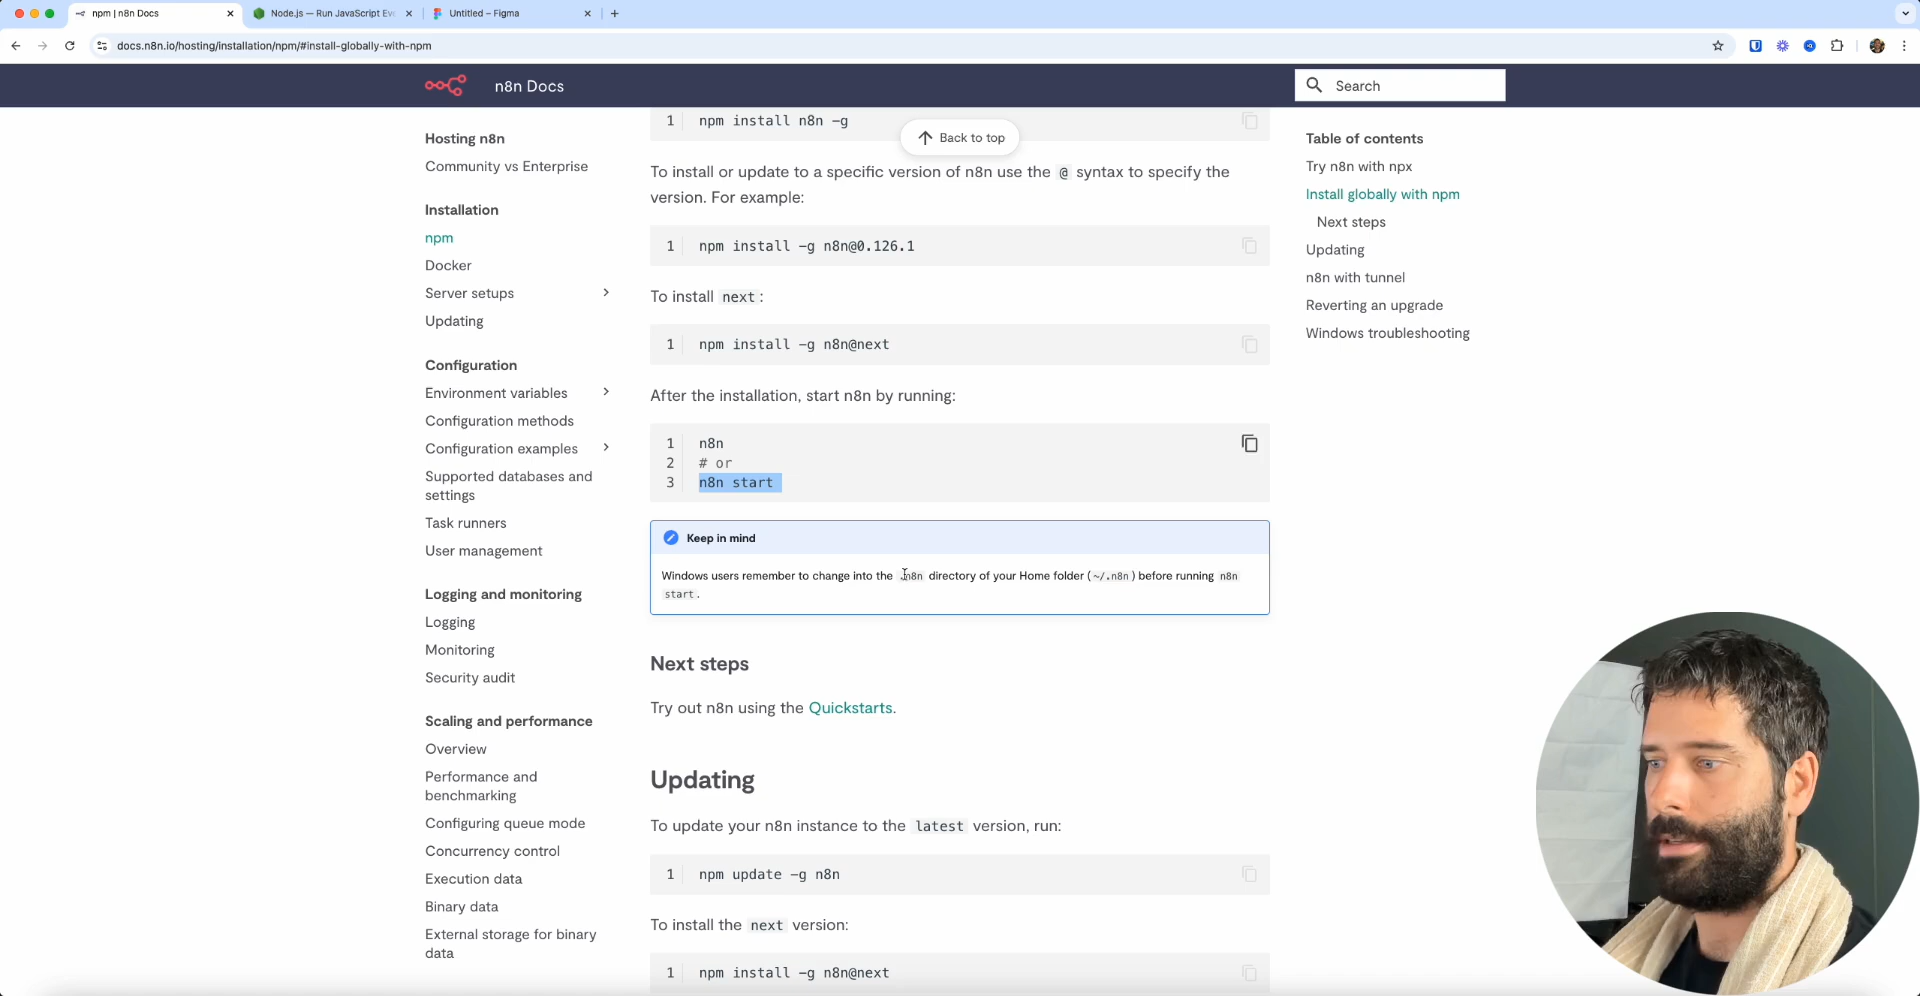 npm | n8n Docs
Node.js — Run JavaScript Eve
Untitled – Figma
docs.n8n.io/hosting/installation/npm/#install-globally-with-npm
n8n Docs
Search
Hosting n8n
Community vs Enterprise
Installation
npm
Docker
Server setups
Updating
Configuration
Environment variables
Configuration methods
Configuration examples
Supported databases and
settings
Task runners
User management
Logging and monitoring
Logging
Monitoring
Security audit
Scaling and performance
Overview
Performance and
benchmarking
Configuring queue mode
Concurrency control
Execution data
Binary data
External storage for binary
data
1 npm install n8n -g
Back to top
To install or update to a specific version of n8n use the @ syntax to specify the
version. For example:
1 npm install -g n8n@0.126.1
To install next :
1 npm install -g n8n@next
After the installation, start n8n by running:
1 n8n
2 # or
3 n8n start
Keep in mind
Windows users remember to change into the .n8n directory of your Home folder (~/.n8n) before running n8n
start.
Next steps
Try out n8n using the Quickstarts.
Updating
To update your n8n instance to the latest version, run:
1 npm update -g n8n
To install the next version:
1 npm install -g n8n@next
Table of contents
Try n8n with npx
Install globally with npm
Next steps
Updating
n8n with tunnel
Reverting an upgrade
Windows troubleshooting